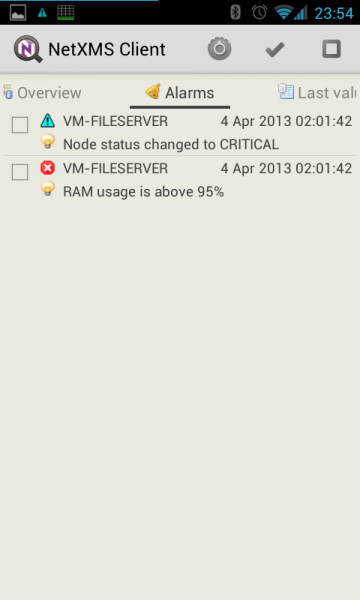 23:54
NetXMS Client
Overview
Alarms
Last val
VM-FILESERVER 4 Apr 2013 02:01:42
Node status changed to CRITICAL
VM-FILESERVER 4 Apr 2013 02:01:42
RAM usage is above 95%